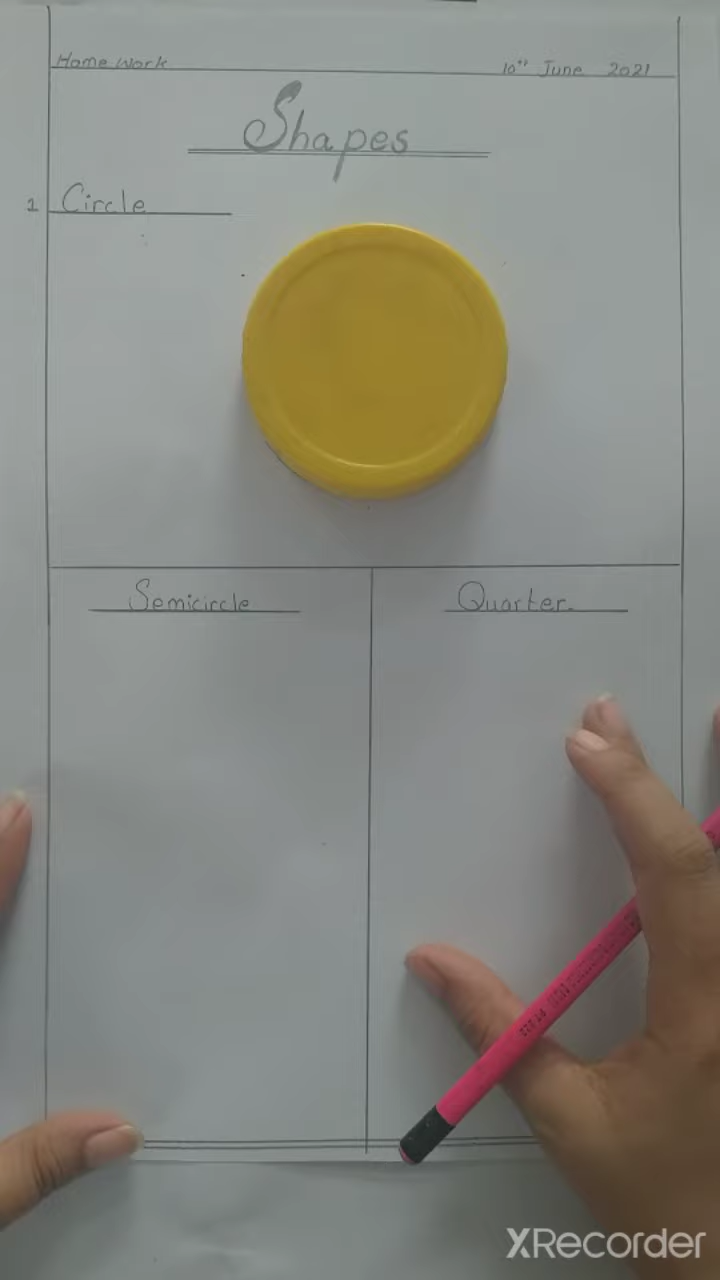 Home Work 10th June 2021
Shapes
1 Circle
Semicircle Quarter
XRecorder